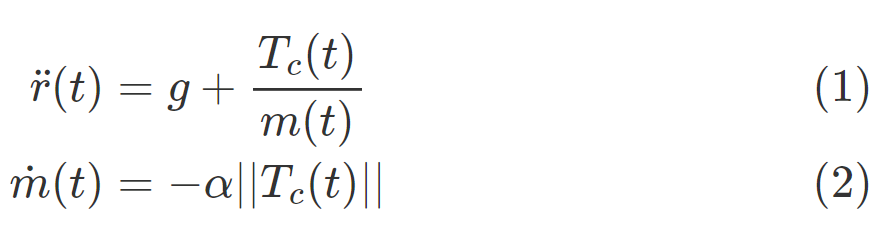 r̈(t) = g + T_c(t)/m(t) (1)
ṁ(t) = −α||T_c(t)|| (2)